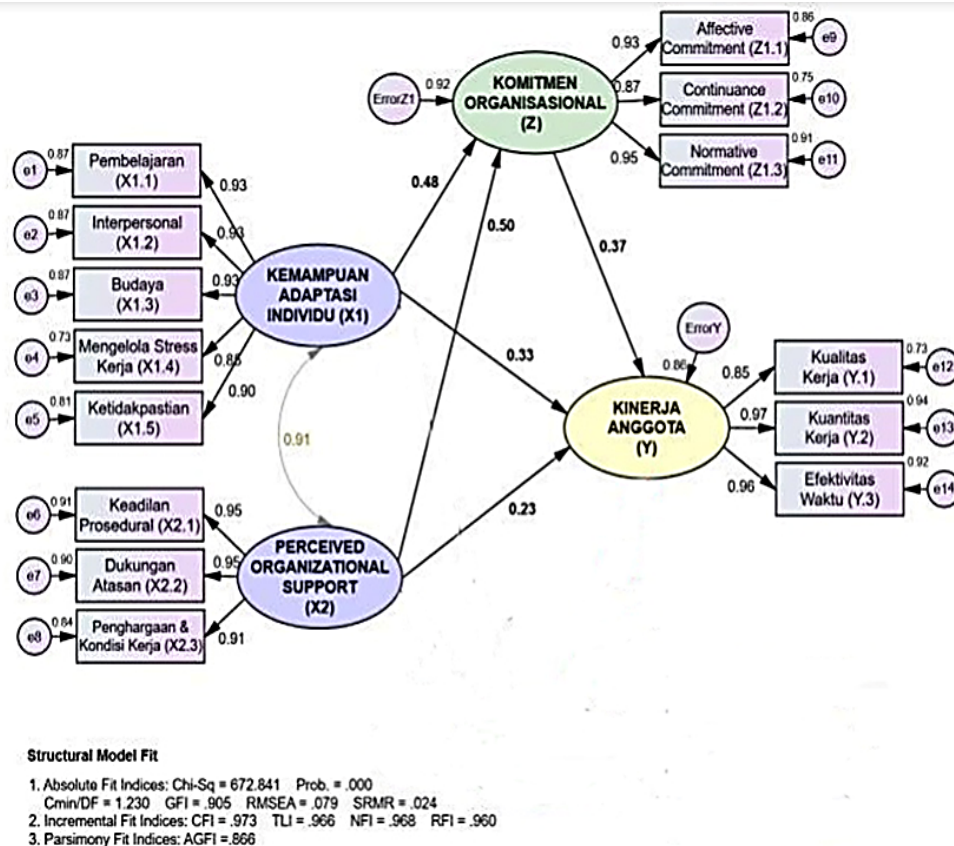 Affective
Commitment (Z1.1)
0.86
e9
0.93
KOMITMEN
ORGANISASIONAL
(Z)
ErrorZ1
0.92
0.87
Continuance
Commitment (Z1.2)
0.75
e10
0.95
Normative
Commitment (Z1.3)
0.91
e11
e1
0.87
Pembelajaran
(X1.1)
0.93
e2
0.87
Interpersonal
(X1.2)
0.93
e3
0.87
Budaya
(X1.3)
0.93
e4
0.73
Mengelola Stress
Kerja (X1.4)
0.85
e5
0.81
Ketidakpastian
(X1.5)
0.90
KEMAMPUAN
ADAPTASI
INDIVIDU (X1)
0.48
0.50
0.37
0.33
0.91
0.23
ErrorY
0.86
KINERJA
ANGGOTA
(Y)
0.85
Kualitas
Kerja (Y.1)
0.73
e12
0.97
Kuantitas
Kerja (Y.2)
0.94
e13
0.96
Efektivitas
Waktu (Y.3)
0.92
e14
e6
0.91
Keadilan
Prosedural (X2.1)
0.95
e7
0.90
Dukungan
Atasan (X2.2)
0.95
e8
0.84
Penghargaan &
Kondisi Kerja (X2.3)
0.91
PERCEIVED
ORGANIZATIONAL
SUPPORT
(X2)
Structural Model Fit
1. Absolute Fit Indices: Chi-Sq = 672.841 Prob. = .000
Cmin/DF = 1.230 GFI = .905 RMSEA = .079 SRMR = .024
2. Incremental Fit Indices: CFI = .973 TLI = .966 NFI = .968 RFI = .960
3. Parsimony Fit Indices: AGFI =.866